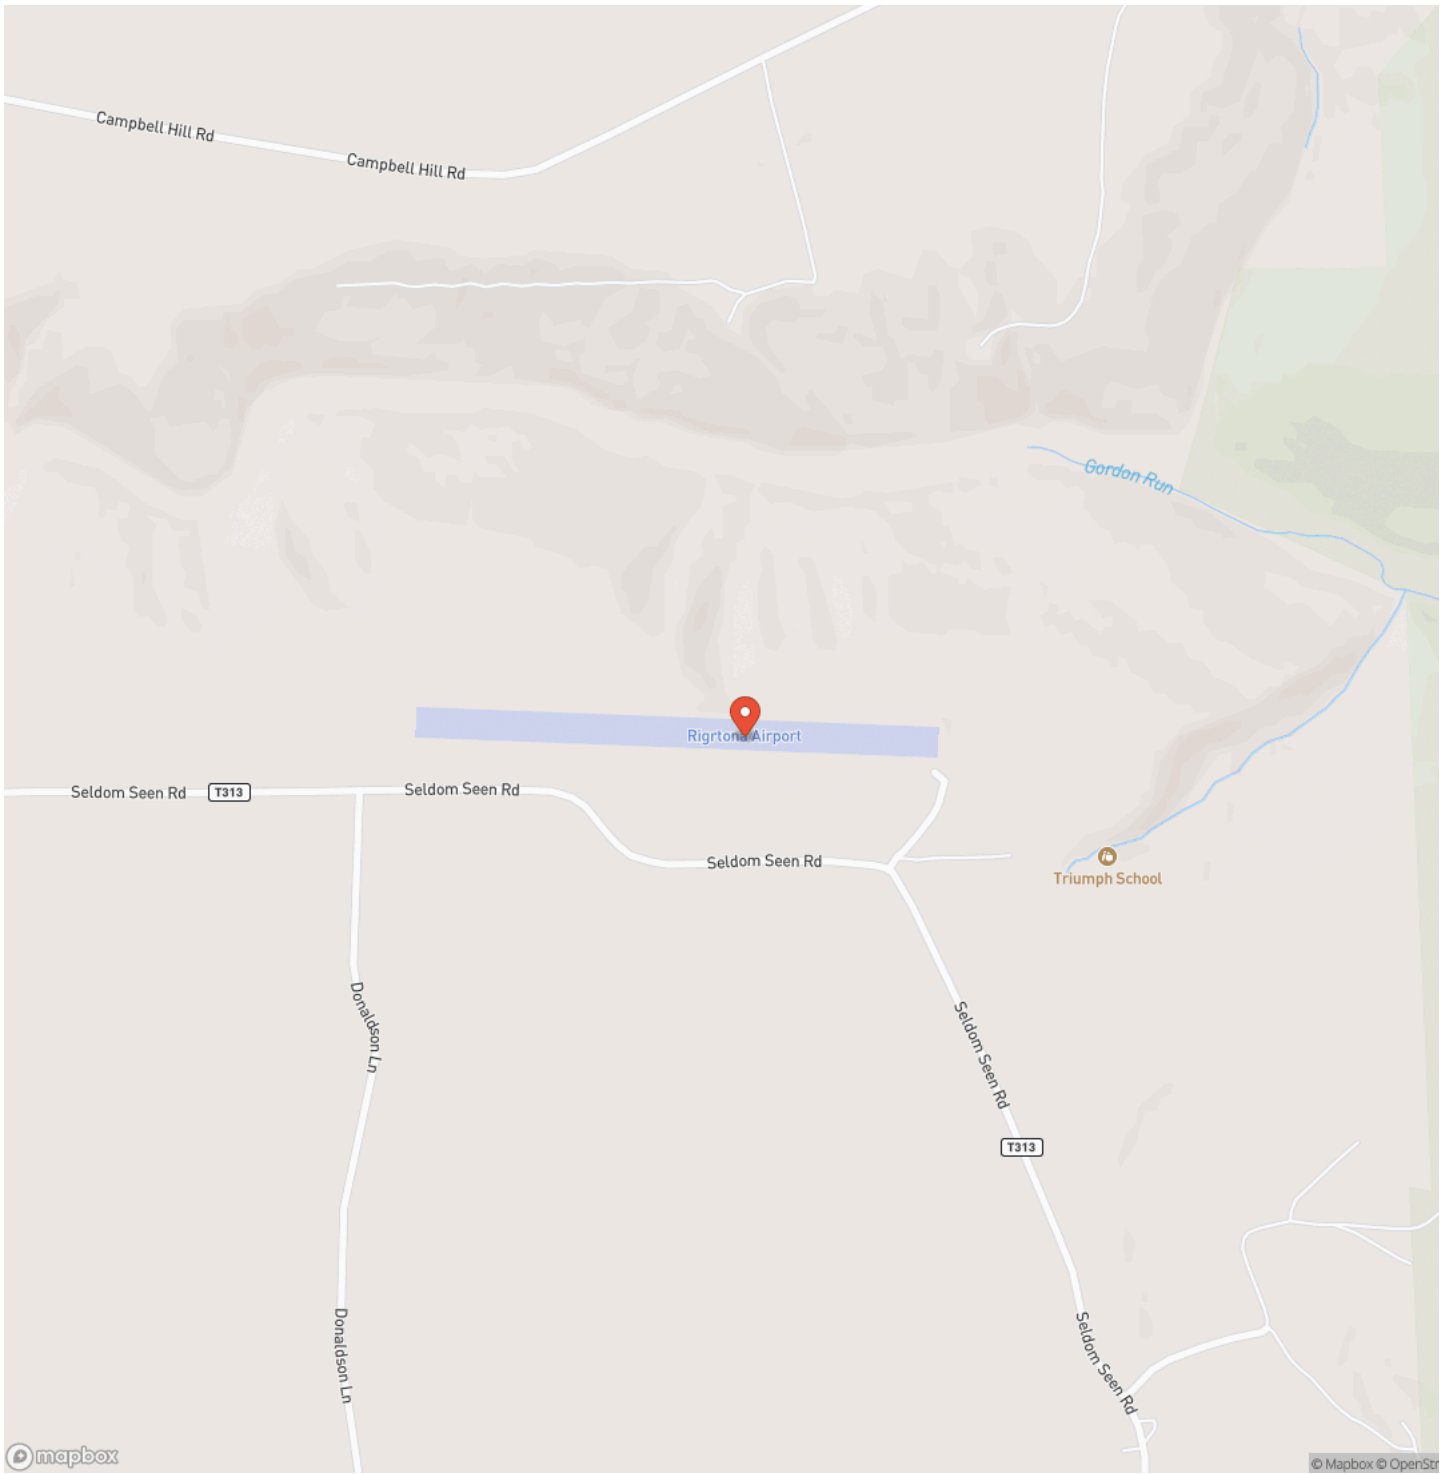 Campbell Hill Rd
Campbell Hill Rd
Gordon Run
Rigrtona Airport
Seldom Seen Rd
T313
Seldom Seen Rd
Seldom Seen Rd
Triumph School
Donaldson Ln
Seldom Seen Rd
T313
Donaldson Ln
Seldom Seen Rd
mapbox
© Mapbox © OpenStr